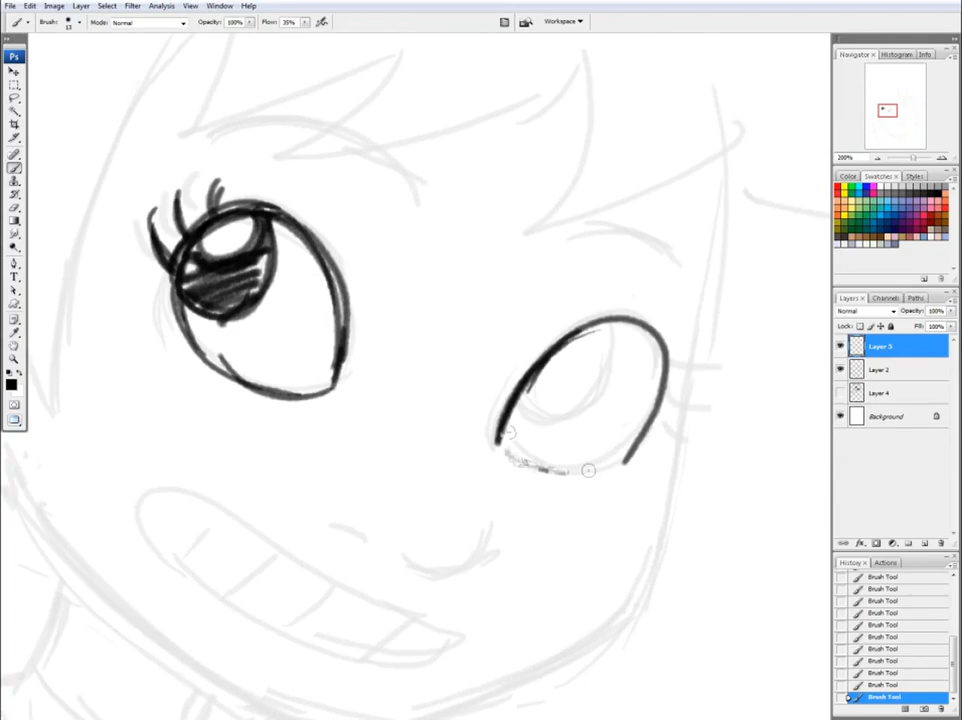 File Edit Image Layer Select Filter Analysis View Window Help
Brush: 13 Mode: Normal Opacity: 100% Flow: 35% Workspace
Ps
Navigator Histogram Info
200%
Color Swatches Styles
Layers Channels Paths
Normal Opacity: 100%
Lock: Fill: 100%
Layer 2
Layer 4
Background
History Actions
Brush Tool
Brush Tool
Brush Tool
Brush Tool
Brush Tool
Brush Tool
Brush Tool
Brush Tool
Brush Tool
Brush Tool
Brush Tool